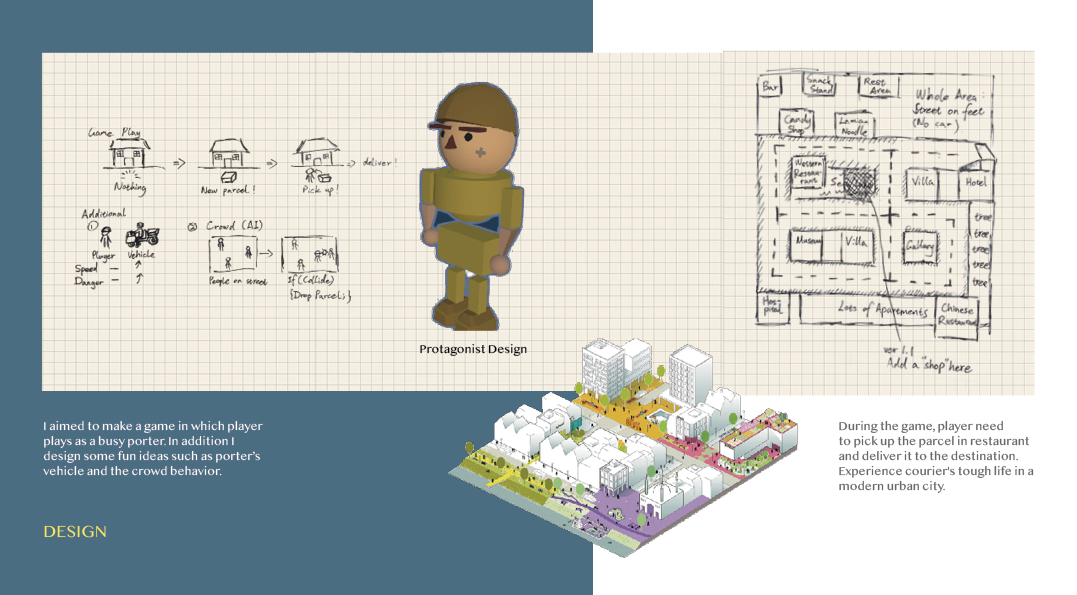 Game Play
Nothing
New parcel!
Pick up!
deliver!
Additional
①
Player
Vehicle
Speed
Danger
② Crowd (AI)
People on street
If (Collide)
{Drop Parcel;}
Protagonist Design
Bar
Snack
Stand
Rest
Area
Whole Area:
Street on feet
(No car)
Candy
Shop
Lamian
Noodle
Western
Restau-
rant
Villa
Hotel
Museum
Villa
Gallary
tree
tree
tree
tree
tree
Hos-
pital
Lots of Apartments
Chinese
Restaurant
ver 1.1
Add a "shop" here
I aimed to make a game in which player
plays as a busy porter. In addition I
design some fun ideas such as porter's
vehicle and the crowd behavior.
DESIGN
During the game, player need
to pick up the parcel in restaurant
and deliver it to the destination.
Experience courier's tough life in a
modern urban city.